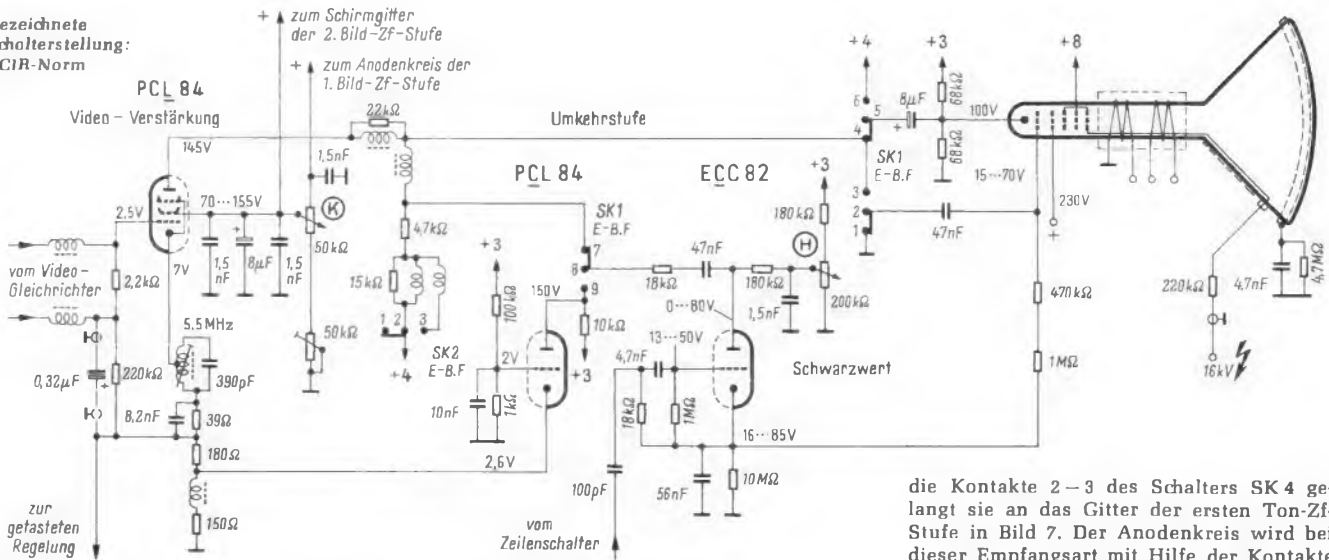 ezeichnete
chalterstellung:
CCIR-Norm
+ zum Schirmgitter
der 2. Bild-Zf-Stufe
+ zum Anodenkreis der
1. Bild-Zf-Stufe
PCL 84
Video-Verstärkung
145V
22kΩ
Umkehrstufe
1,5nF
K
50kΩ
50kΩ
70···155V
2,5V
7V
1,5
nF
8µF
1,5
nF
vom Video-
Gleichrichter
2,2kΩ
220kΩ
0,32µF
+
5,5MHz
390pF
8,2nF
39Ω
180Ω
150Ω
zur
getasteten
Regelung
4,7kΩ
15kΩ
1 2 3
SK2
E-B.F
+4
+3
100kΩ
2V
10nF
1kΩ
2,6V
PCL 84
150V
SK1
E-B.F
7
8
9
10kΩ
+3
18kΩ
47nF
ECC 82
180kΩ
0···80V
13···50V
4,7nF
18kΩ
1MΩ
16···85V
56nF
10MΩ
100pF
vom
Zeilenschalter
Schwarzwert
1,5nF
H
+3
180kΩ
200kΩ
+4
6
5
4
SK1
E-B.F
3
2
1
8µF
+
+3
68kΩ
68kΩ
100V
15···70V
47nF
230V
+
470kΩ
1MΩ
+8
220kΩ
16kV
4,7nF
4,7MΩ
die Kontakte 2–3 des Schalters SK 4 ge-
langt sie an das Gitter der ersten Ton-Zf-
Stufe in Bild 7. Der Anodenkreis wird bei
dieser Empfangsart mit Hilfe der Kontakte